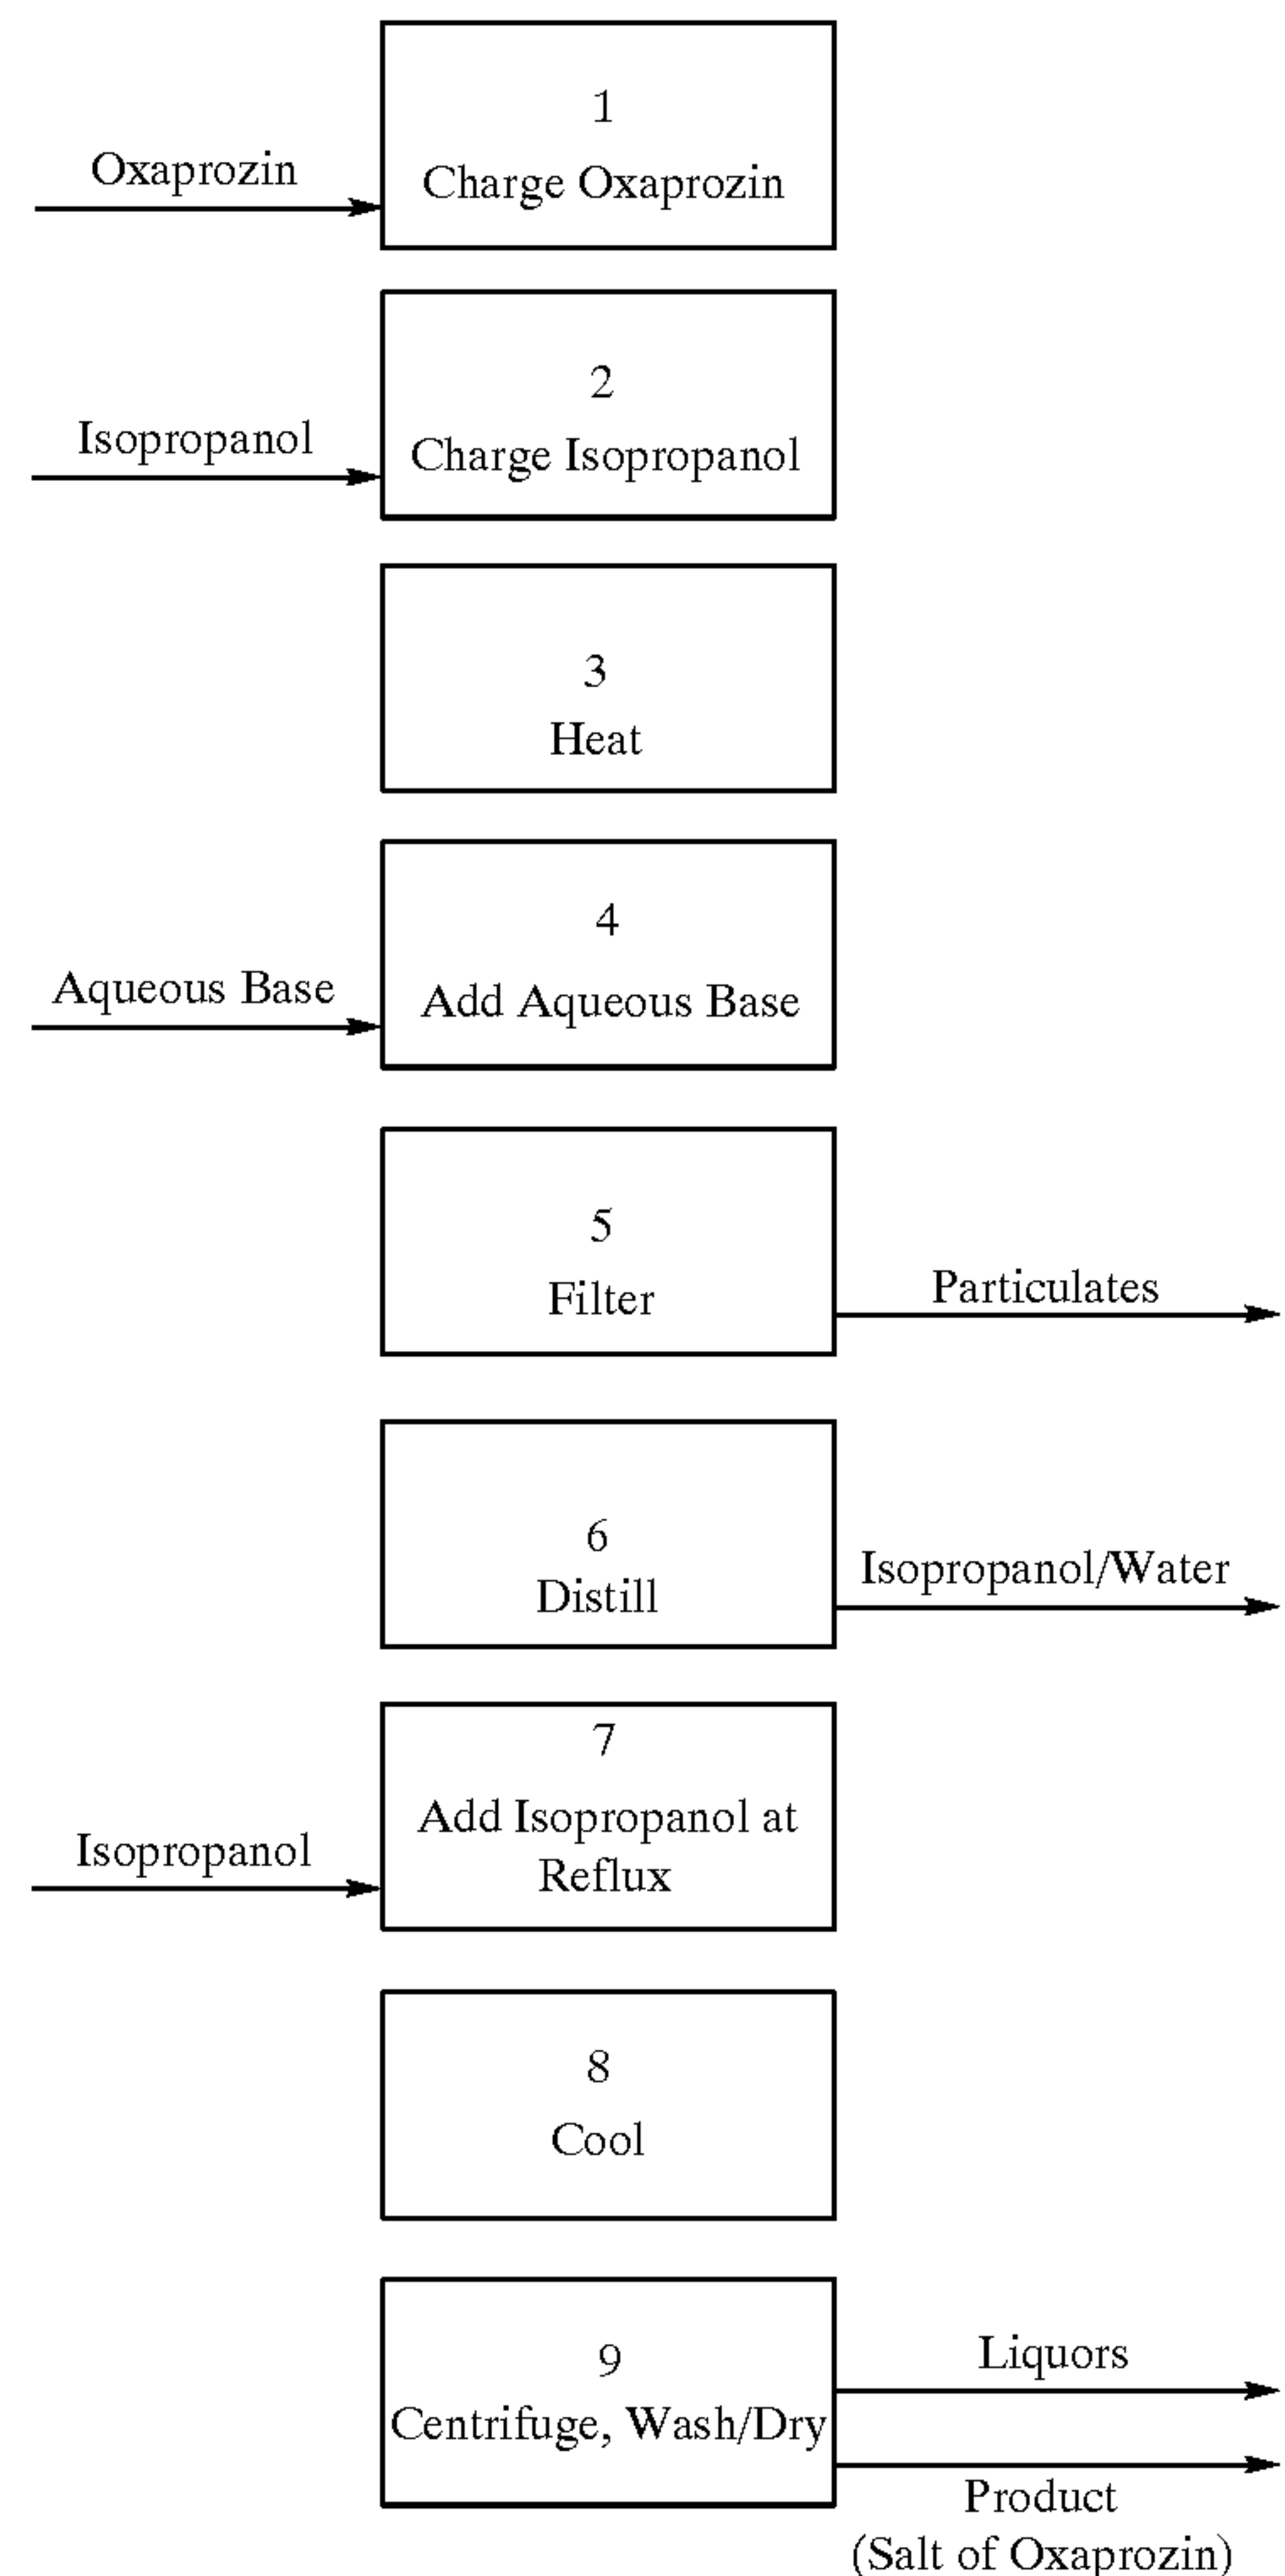 1
Oxaprozin
Charge Oxaprozin
2
Isopropanol
Charge Isopropanol
3
Heat
4
Aqueous Base
Add Aqueous Base
5
Filter
Particulates
6
Isopropanol/Water
Distill
7
Add Isopropanol at
Isopropanol
Reflux
8
Cool
9
Liquors
Centrifuge, Wash/Dry
Product
(Salt of Oxaprozin)